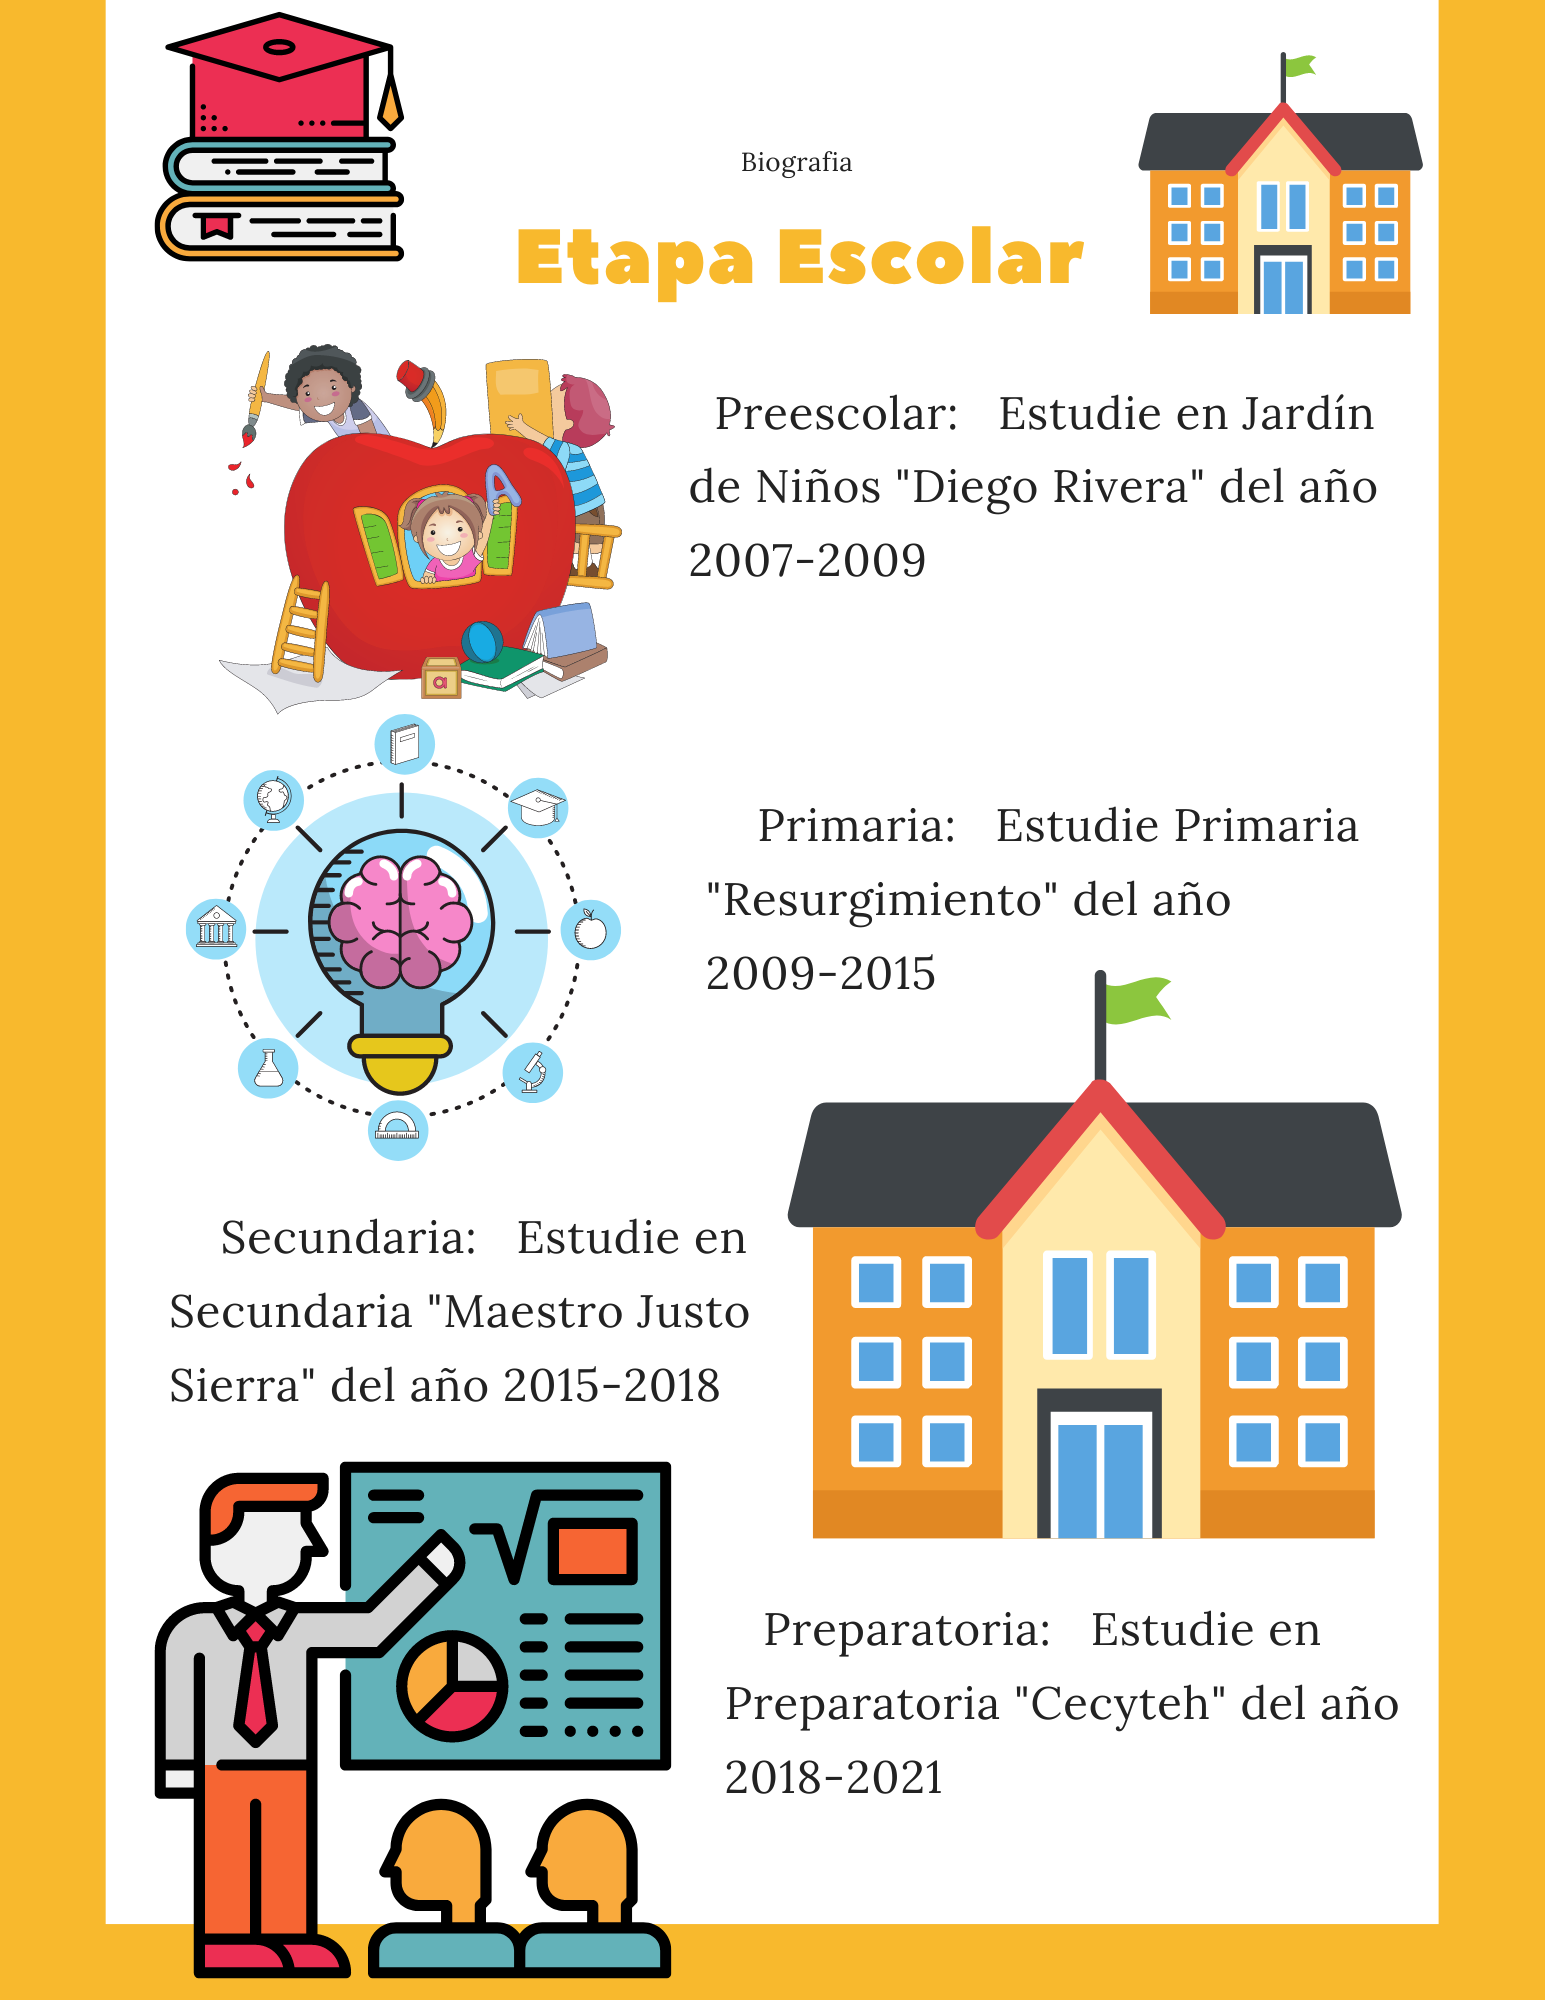 Biografia
Etapa Escolar
Preescolar: Estudie en Jardín
de Niños "Diego Rivera" del año
2007-2009
A
a
Primaria: Estudie Primaria
"Resurgimiento" del año
2009-2015
Secundaria: Estudie en
Secundaria "Maestro Justo
Sierra" del año 2015-2018
Preparatoria: Estudie en
Preparatoria "Cecyteh" del año
2018-2021